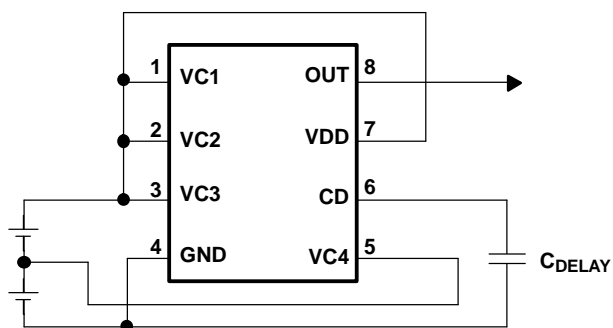 1 VC1 OUT 8
2 VC2 VDD 7
3 VC3 CD 6
4 GND VC4 5
CDELAY